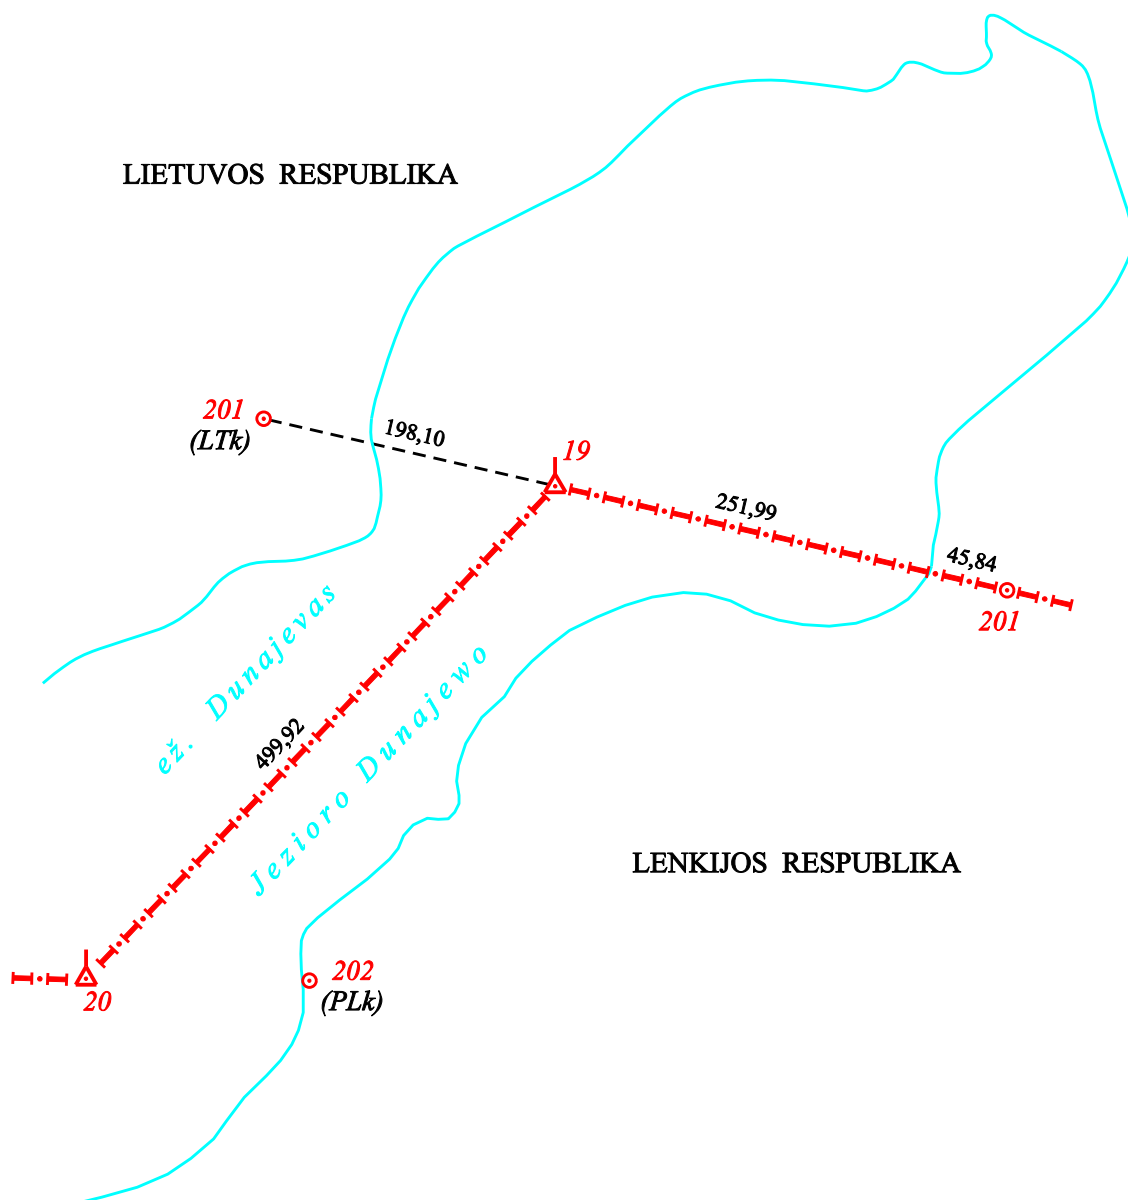 LIETUVOS RESPUBLIKA
201
(LTk)
198,10
19
251,99
45,84
201
ež. Dunajevas
499,92
Jezioro Dunajewo
LENKIJOS RESPUBLIKA
20
202
(PLk)